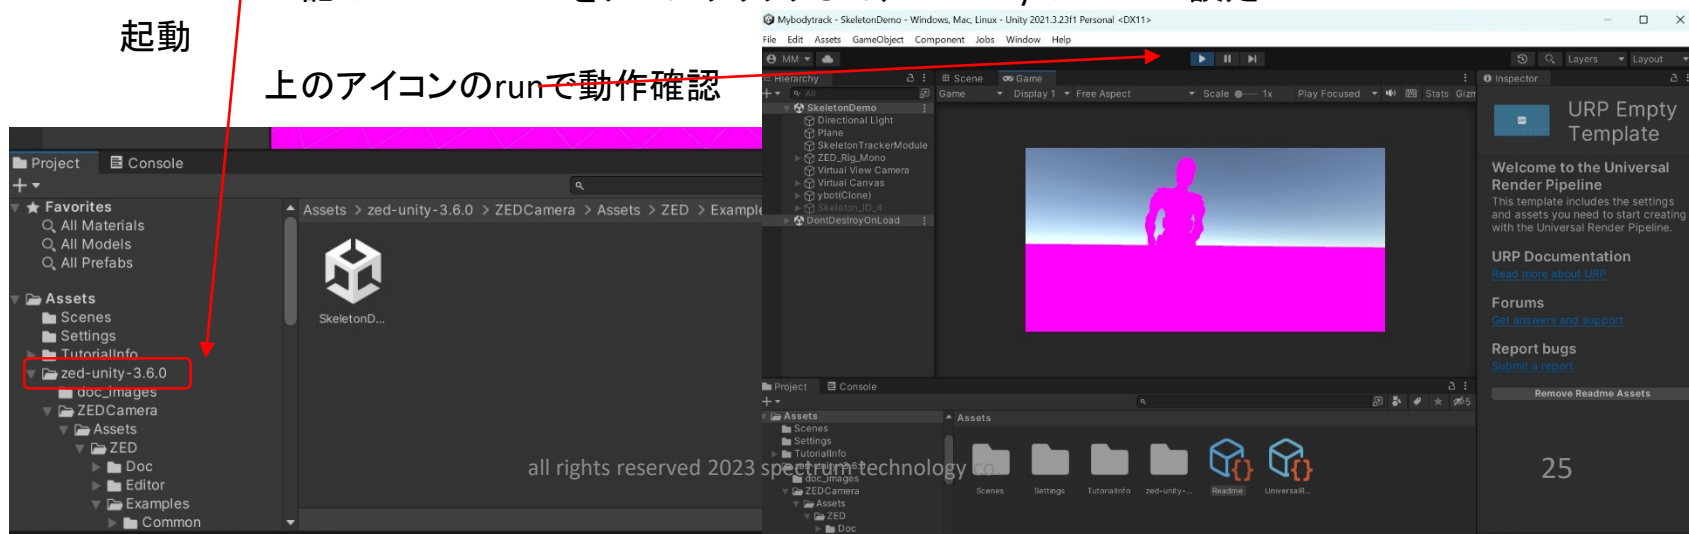 起動
上のアイコンのrunで動作確認
Project Console
Favorites
All Materials
All Models
All Prefabs
Assets
Scenes
Settings
TutorialInfo
zed-unity-3.6.0
doc_images
ZEDCamera
Assets
ZED
Doc
Editor
Examples
Common
Assets > zed-unity-3.6.0 > ZEDCamera > Assets > ZED > Example
SkeletonD...
Mybodytrack - SkeletonDemo - Windows, Mac, Linux - Unity 2021.3.23f1 Personal <DX11>
File Edit Assets GameObject Component Jobs Window Help
MM
Layers Layout
Hierarchy
All
SkeletonDemo
Directional Light
Plane
SkeletonTrackerModule
ZED_Rig_Mono
Virtual View Camera
Virtual Canvas
ybot(Clone)
Skeleton_ID_4
DontDestroyOnLoad
Scene Game
Game Display 1 Free Aspect Scale 1x Play Focused Stats Gizm
Inspector
URP Empty
Template
Welcome to the Universal
Render Pipeline
This template includes the settings
and assets you need to start creating
with the Universal Render Pipeline.
URP Documentation
Read more about URP
Forums
Get answers and support
Report bugs
Submit a report
Remove Readme Assets
Project Console
5
Assets
Scenes
Settings
TutorialInfo
doc_images
ZEDCamera
Assets
ZED
Doc
Assets
Scenes Settings TutorialInfo zed-unity-... Readme UniversalR...
all rights reserved 2023 spectrum technology co.
25